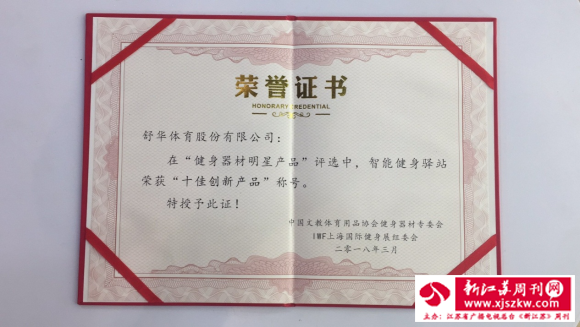 荣誉证书
HONORARY CREDENTIAL
舒华体育股份有限公司：
在“健身器材明星产品”评选中，智能健身驿站
荣获“十佳创新产品”称号。
特授予此证！
中国文教体育用品协会健身器材专委会
IWF上海国际健身展组委会
二零一八年三月
新江苏周刊网
www.xjszkw.com
主办：江苏省广播电视总台《新江苏》周刊